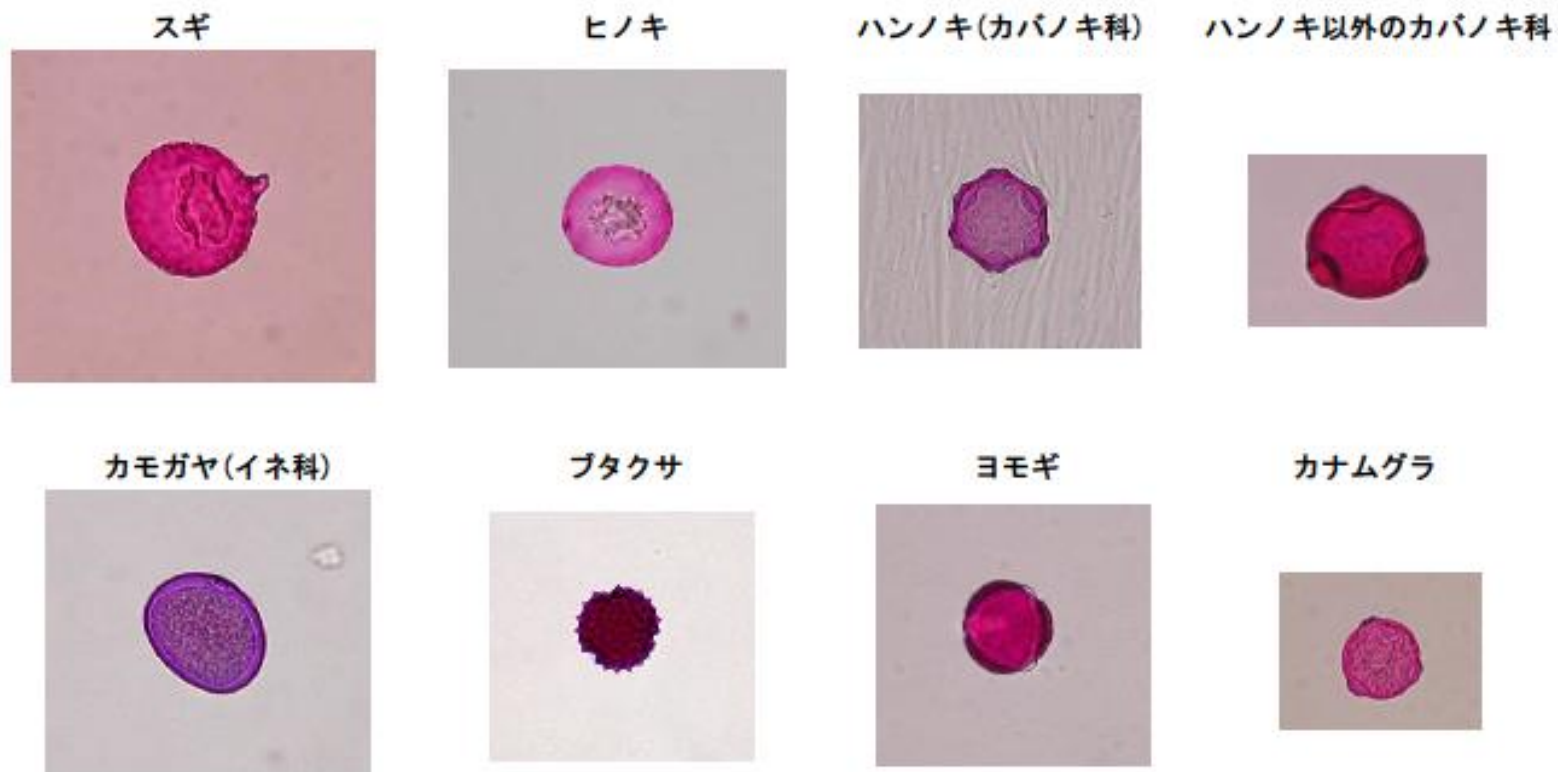 スギ
ヒノキ
ハンノキ(カバノキ科)
ハンノキ以外のカバノキ科
カモガヤ(イネ科)
ブタクサ
ヨモギ
カナムグラ